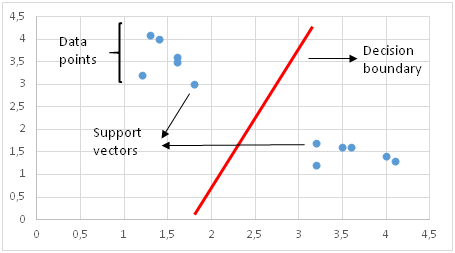 4,5
4
3,5
3
2,5
2
1,5
1
0,5
0
Data
points
Decision
boundary
Support
vectors
0 0,5 1 1,5 2 2,5 3 3,5 4 4,5